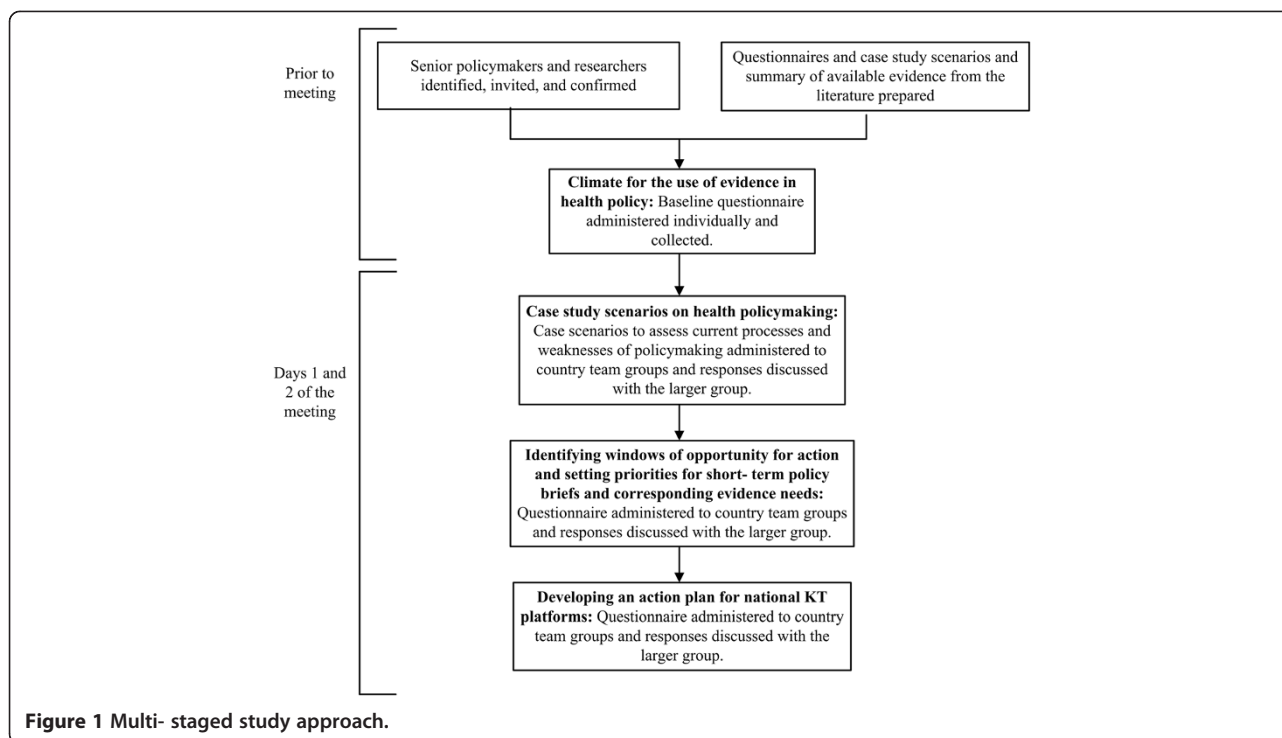 Prior to
meeting
Senior policymakers and researchers
identified, invited, and confirmed
Questionnaires and case study scenarios and
summary of available evidence from the
literature prepared
Climate for the use of evidence in
health policy: Baseline questionnaire
administered individually and
collected.
Days 1 and
2 of the
meeting
Case study scenarios on health policymaking:
Case scenarios to assess current processes and
weaknesses of policymaking administered to
country team groups and responses discussed
with the larger group.
Identifying windows of opportunity for action
and setting priorities for short- term policy
briefs and corresponding evidence needs:
Questionnaire administered to country team groups
and responses discussed with the larger group.
Developing an action plan for national KT
platforms: Questionnaire administered to country
team groups and responses discussed with the
larger group.
Figure 1 Multi- staged study approach.